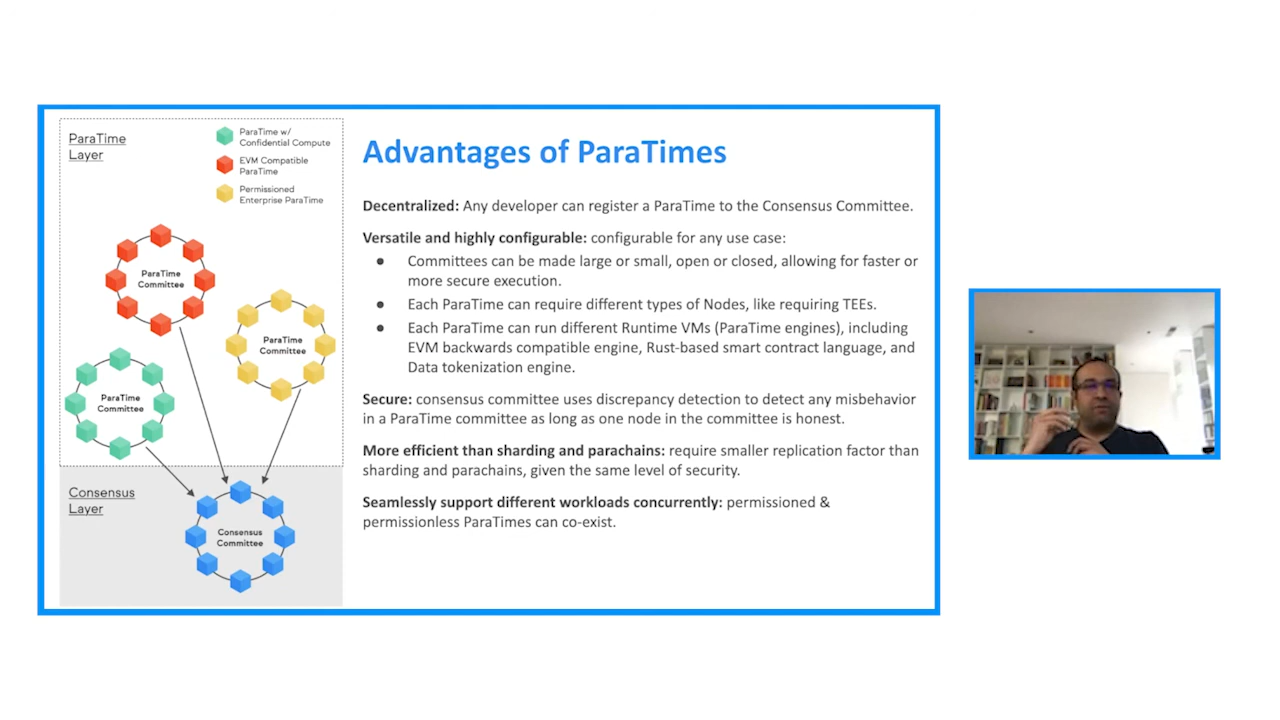 ParaTime
Layer
ParaTime w/
Confidential Compute
EVM Compatible
ParaTime
Permissioned
Enterprise ParaTime
ParaTime
Committee
ParaTime
Committee
ParaTime
Committee
Consensus
Layer
Consensus
Committee
Advantages of ParaTimes
Decentralized: Any developer can register a ParaTime to the Consensus Committee.
Versatile and highly configurable: configurable for any use case:
● Committees can be made large or small, open or closed, allowing for faster or
more secure execution.
● Each ParaTime can require different types of Nodes, like requiring TEEs.
● Each ParaTime can run different Runtime VMs (ParaTime engines), including
EVM backwards compatible engine, Rust-based smart contract language, and
Data tokenization engine.
Secure: consensus committee uses discrepancy detection to detect any misbehavior
in a ParaTime committee as long as one node in the committee is honest.
More efficient than sharding and parachains: require smaller replication factor than
sharding and parachains, given the same level of security.
Seamlessly support different workloads concurrently: permissioned &
permissionless ParaTimes can co-exist.